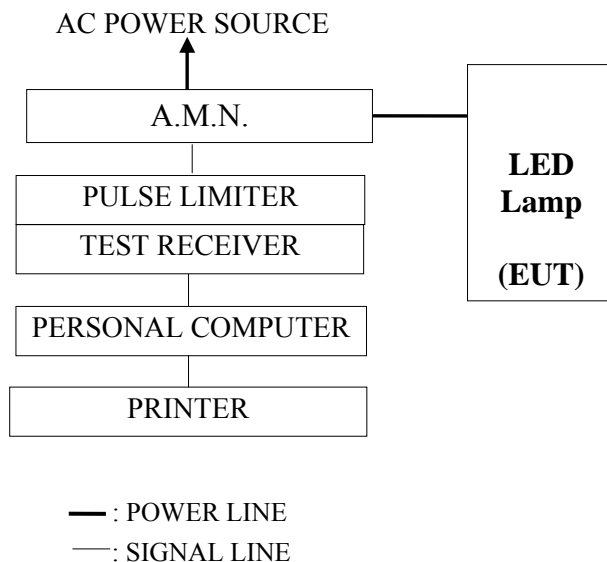 AC POWER SOURCE
A.M.N.
PULSE LIMITER
TEST RECEIVER
PERSONAL COMPUTER
PRINTER
LED
Lamp
(EUT)
: POWER LINE
: SIGNAL LINE